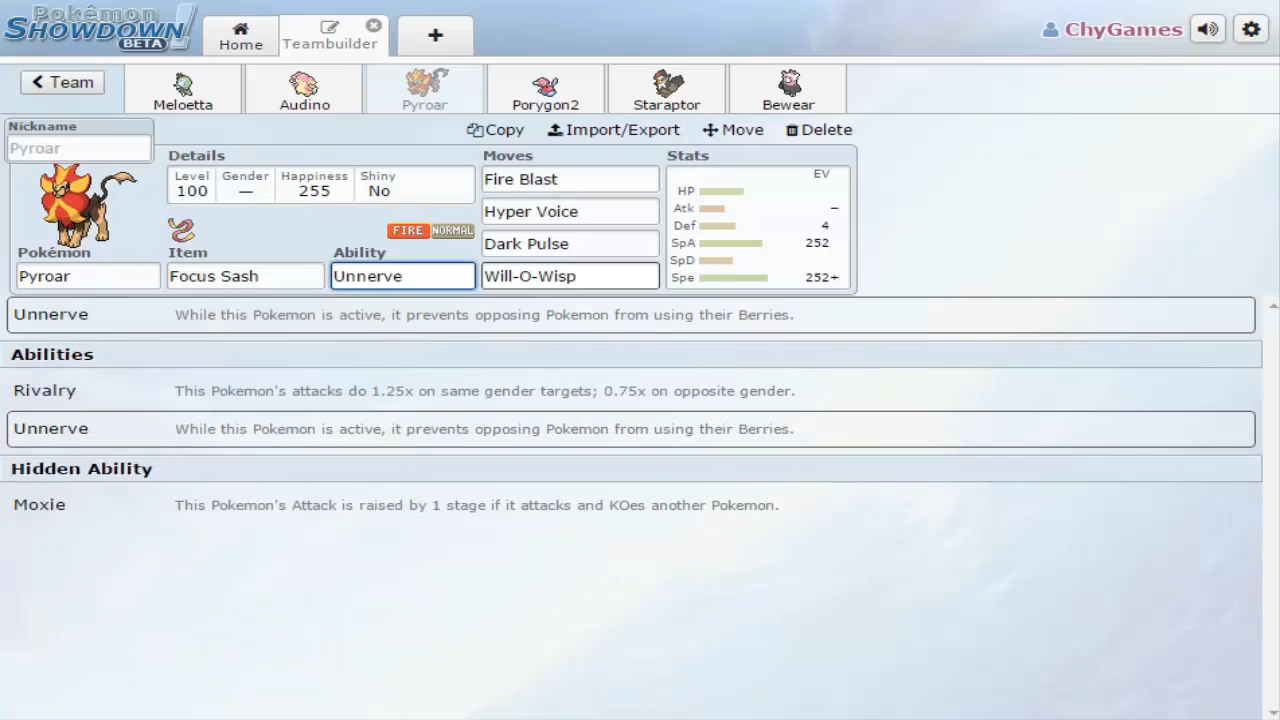 Pokémon
SHOWDOWN!
BETA
Home
Teambuilder
+
ChyGames
Team
Meloetta
Audino
Pyroar
Porygon2
Staraptor
Bewear
Nickname
Pyroar
Copy
Import/Export
Move
Delete
Details
Moves
Stats
Level
Gender
Happiness
Shiny
100
—
255
No
Fire Blast
Hyper Voice
Dark Pulse
Will-O-Wisp
EV
HP
Atk –
Def 4
SpA 252
SpD
Spe 252+
FIRE NORMAL
Pokémon
Item
Ability
Pyroar
Focus Sash
Unnerve
Unnerve While this Pokemon is active, it prevents opposing Pokemon from using their Berries.
Abilities
Rivalry This Pokemon's attacks do 1.25x on same gender targets; 0.75x on opposite gender.
Unnerve While this Pokemon is active, it prevents opposing Pokemon from using their Berries.
Hidden Ability
Moxie This Pokemon's Attack is raised by 1 stage if it attacks and KOes another Pokemon.